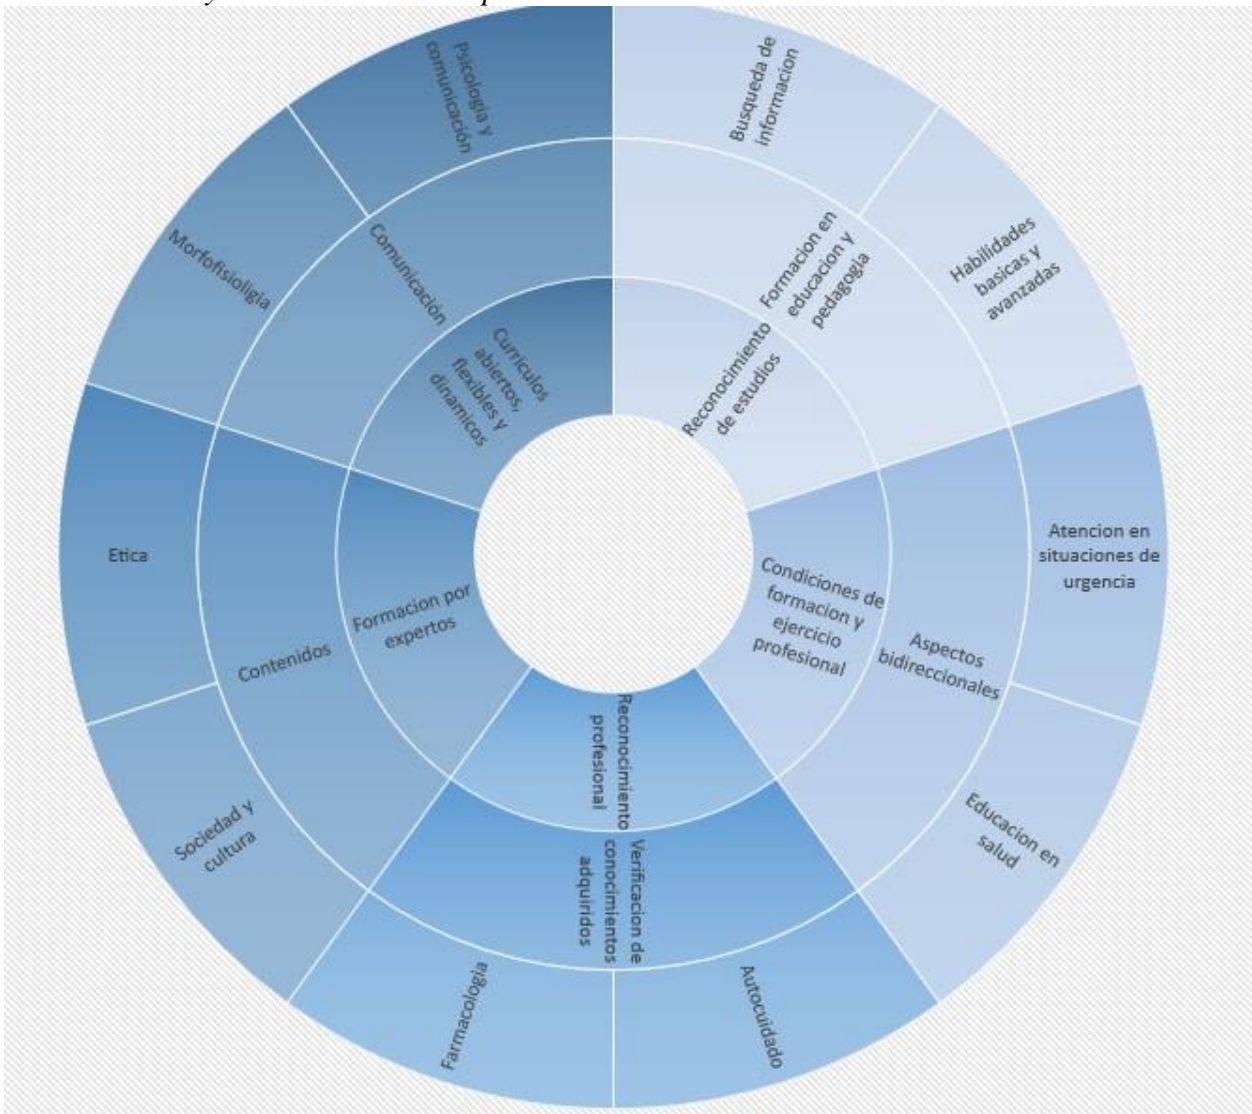 Busqueda de
informacion
Habilidades
basicas y
avanzadas
Formacion en
educacion y
pedagogia
Reconocimiento
de estudios
Atencion en
situaciones de
urgencia
Educacion en
salud
Aspectos
bidireccionales
Condiciones de
formacion y
ejercicio
profesional
Autocuidado
Farmacologia
Verificacion de
conocimientos
adquiridos
Reconocimiento
profesional
Sociedad y
cultura
Etica
Contenidos
Formacion por
expertos
Morfofisioligia
Psicologia y
comunicación
Comunicación
Curriculos
abiertos,
flexibles y
dinamicos